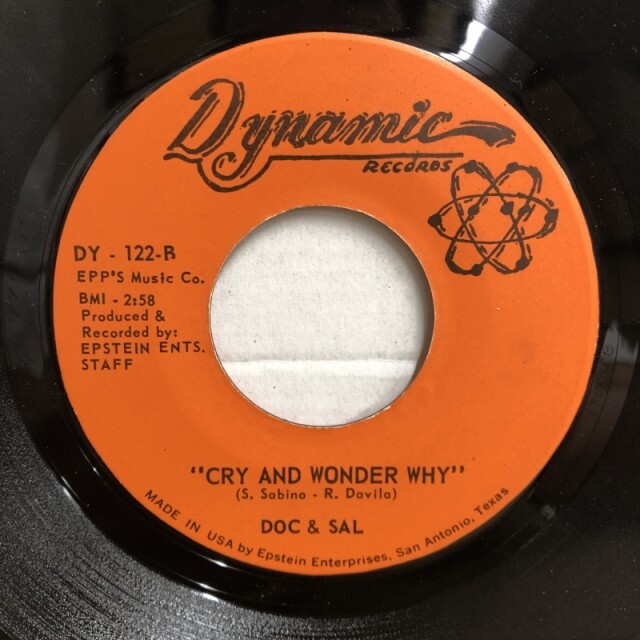 Dynamic
RECORDS
DY - 122-B
EPP'S Music Co.
BMI - 2:58
Produced &
Recorded by:
EPSTEIN ENTS.
STAFF
"CRY AND WONDER WHY"
(S. Sabino - R. Davila)
DOC & SAL
MADE IN USA by Epstein Enterprises, San Antonio, Texas